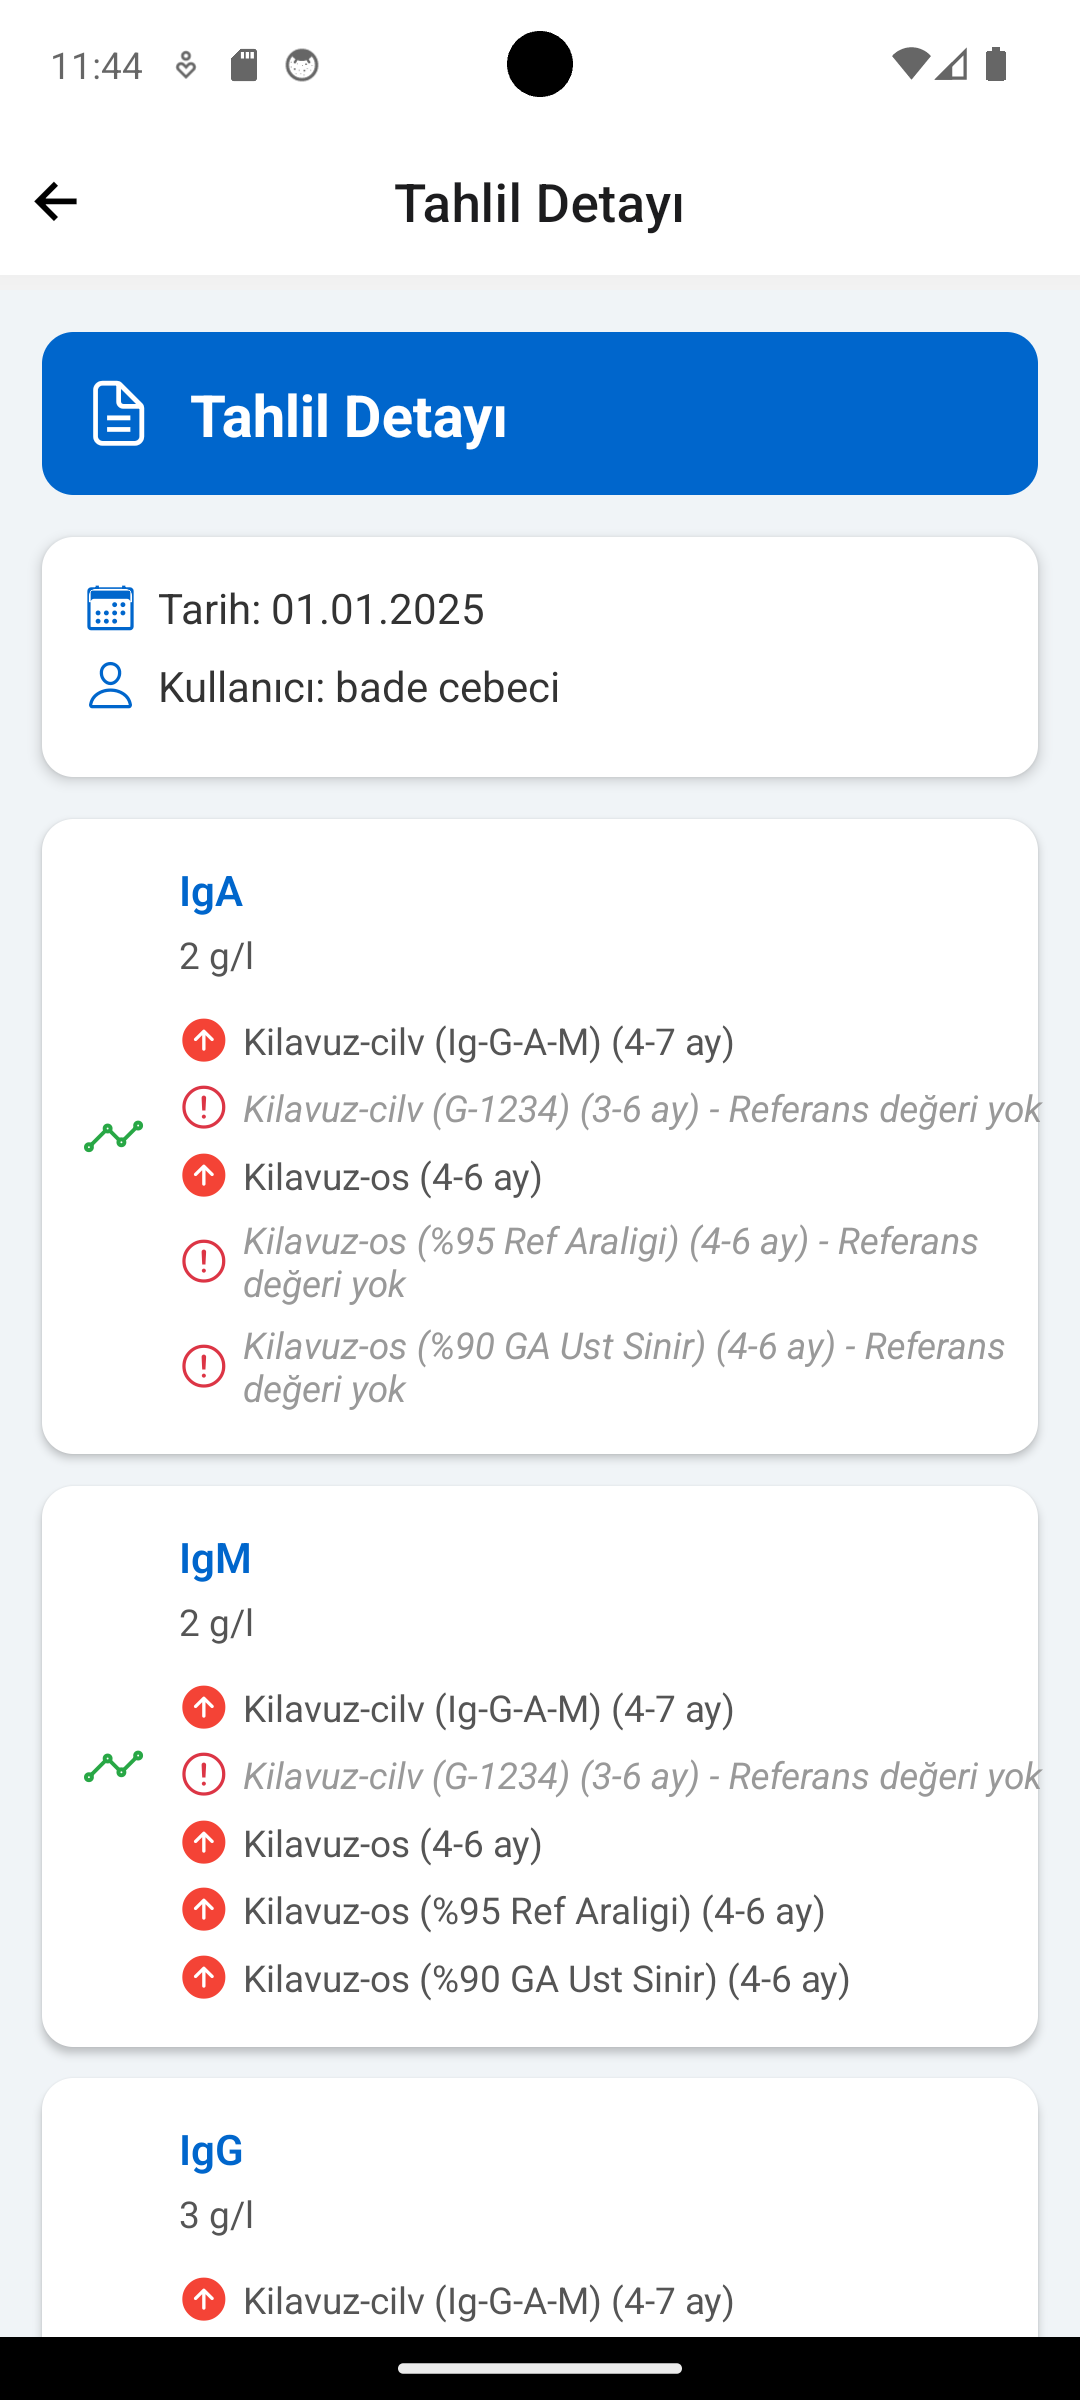 11:44
Tahlil Detayı
Tahlil Detayı
Tarih: 01.01.2025
Kullanıcı: bade cebeci
IgA
2 g/l
Kilavuz-cilv (Ig-G-A-M) (4-7 ay)
Kilavuz-cilv (G-1234) (3-6 ay) - Referans değeri yok
Kilavuz-os (4-6 ay)
Kilavuz-os (%95 Ref Araligi) (4-6 ay) - Referans
değeri yok
Kilavuz-os (%90 GA Ust Sinir) (4-6 ay) - Referans
değeri yok
IgM
2 g/l
Kilavuz-cilv (Ig-G-A-M) (4-7 ay)
Kilavuz-cilv (G-1234) (3-6 ay) - Referans değeri yok
Kilavuz-os (4-6 ay)
Kilavuz-os (%95 Ref Araligi) (4-6 ay)
Kilavuz-os (%90 GA Ust Sinir) (4-6 ay)
IgG
3 g/l
Kilavuz-cilv (Ig-G-A-M) (4-7 ay)